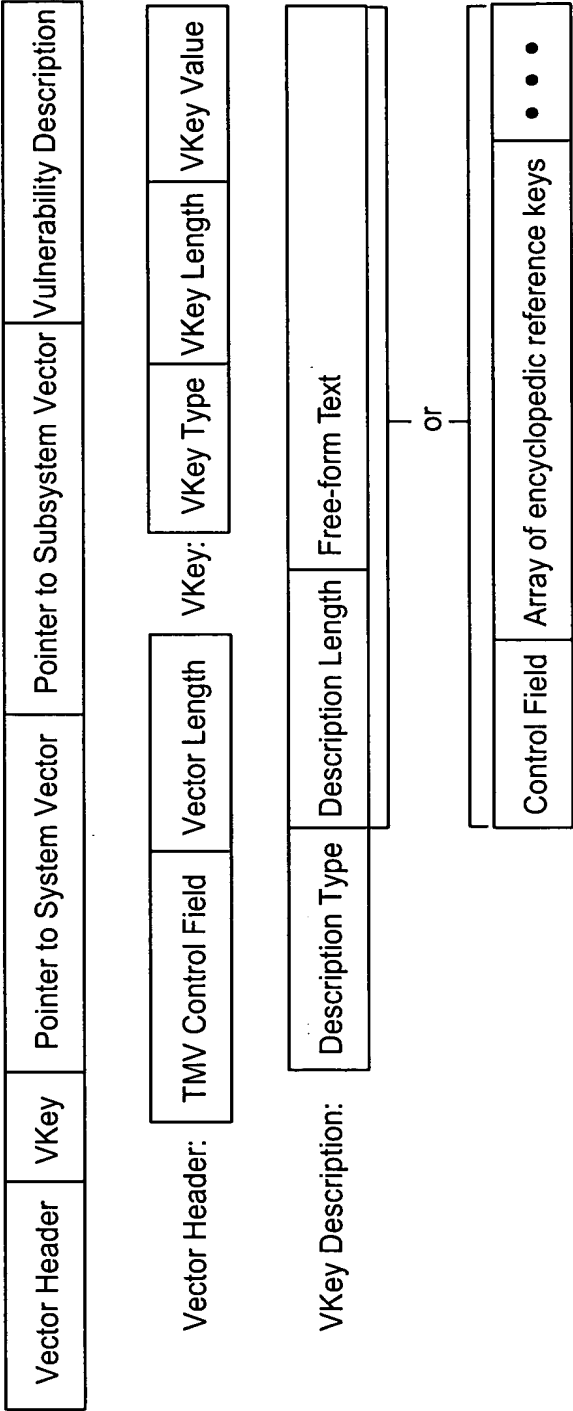 Vector Header VKey Pointer to System Vector Pointer to Subsystem Vector Vulnerability Description
Vector Header: TMV Control Field Vector Length VKey: VKey Type VKey Length VKey Value
VKey Description: Description Type Description Length Free-form Text
or
Control Field Array of encyclopedic reference keys • • •